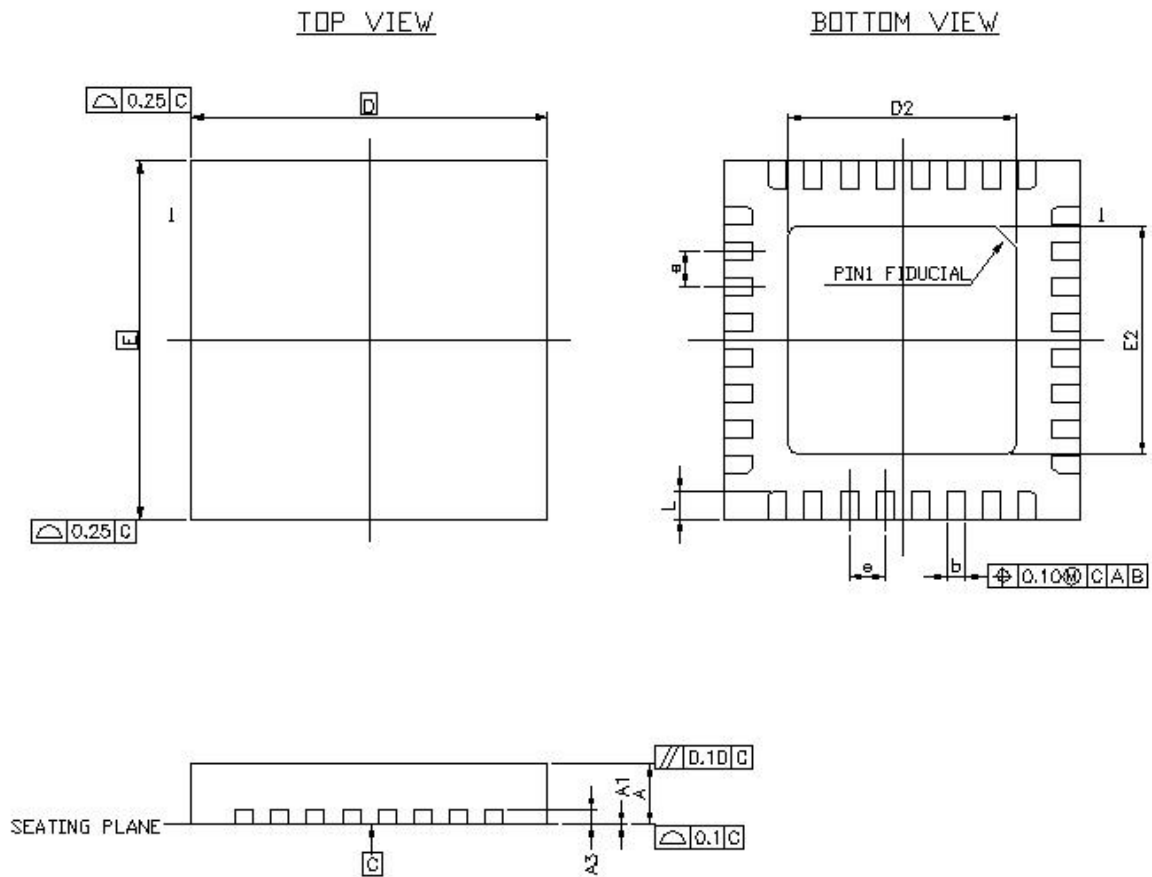 TOP VIEW
BOTTOM VIEW
⌓ 0.25 C
D
D2
1
1
e
PIN1 FIDUCIAL
E
E2
L
⌓ 0.25 C
e
b
⌖ 0.10Ⓜ C A B
// 0.10 C
A1
A
SEATING PLANE
⌓ 0.1 C
C
A3